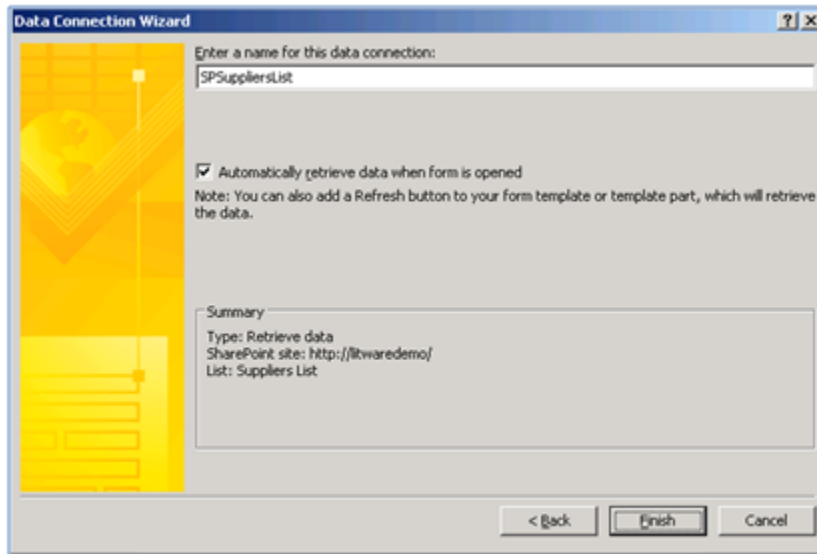 Data Connection Wizard
Enter a name for this data connection:
SPSuppliersList
Automatically retrieve data when form is opened
Note: You can also add a Refresh button to your form template or template part, which will retrieve
the data.
Summary
Type: Retrieve data
SharePoint site: http://litwaredemo/
List: Suppliers List
< Back
Finish
Cancel